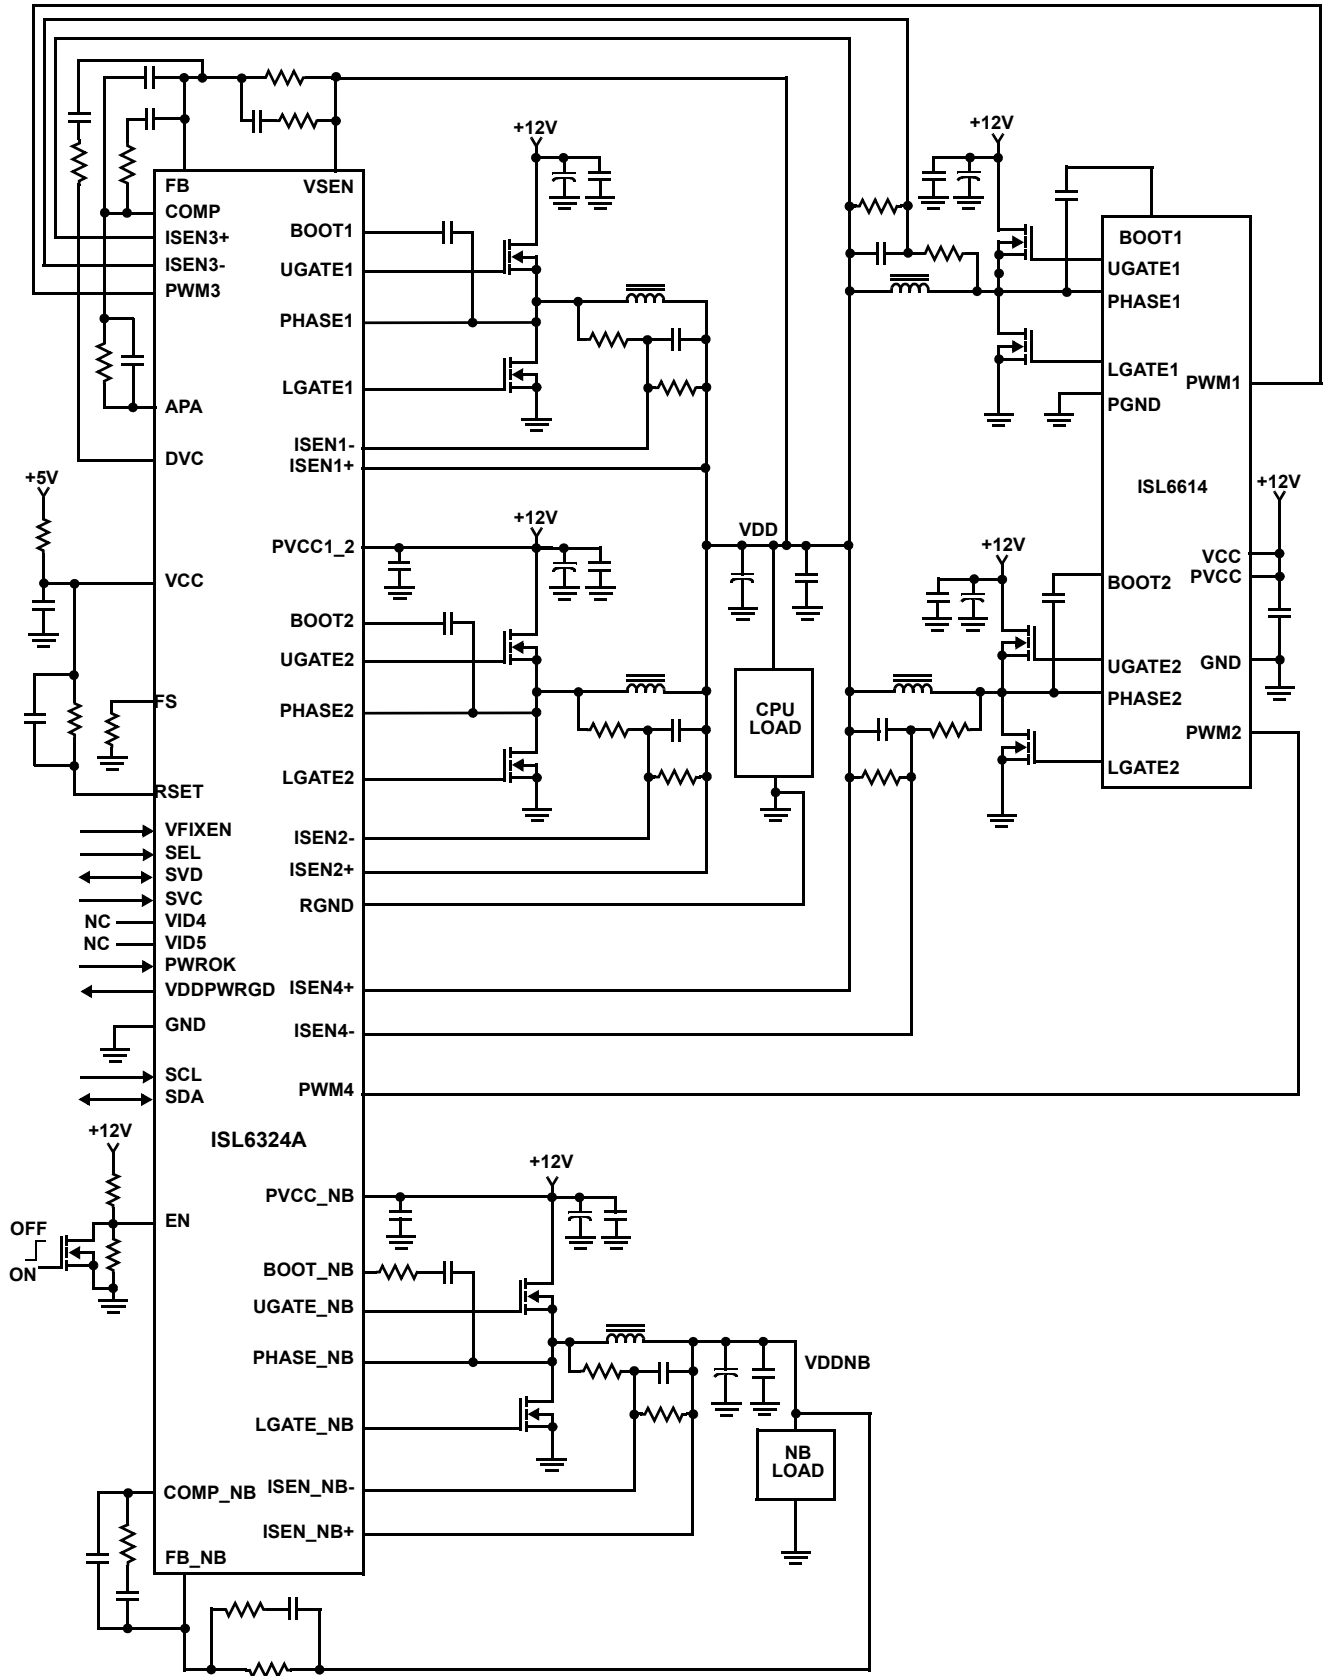 +12V
+12V
FB
VSEN
COMP
ISEN3+
ISEN3-
PWM3
APA
DVC
BOOT1
UGATE1
PHASE1
LGATE1
ISEN1-
ISEN1+
BOOT1
UGATE1
PHASE1
LGATE1
PGND
PWM1
ISL6614
+12V
+5V
VCC
PVCC1_2
+12V
VDD
+12V
BOOT2
UGATE2
PHASE2
LGATE2
BOOT2
VCC
PVCC
UGATE2
GND
PHASE2
PWM2
LGATE2
CPU
LOAD
FS
RSET
VFIXEN
SEL
SVD
SVC
NC
VID4
NC
VID5
PWROK
VDDPWRGD
GND
SCL
SDA
ISEN2-
ISEN2+
RGND
ISEN4+
ISEN4-
PWM4
ISL6324A
+12V
EN
OFF
ON
+12V
PVCC_NB
BOOT_NB
UGATE_NB
PHASE_NB
LGATE_NB
ISEN_NB-
ISEN_NB+
VDDNB
NB
LOAD
COMP_NB
FB_NB